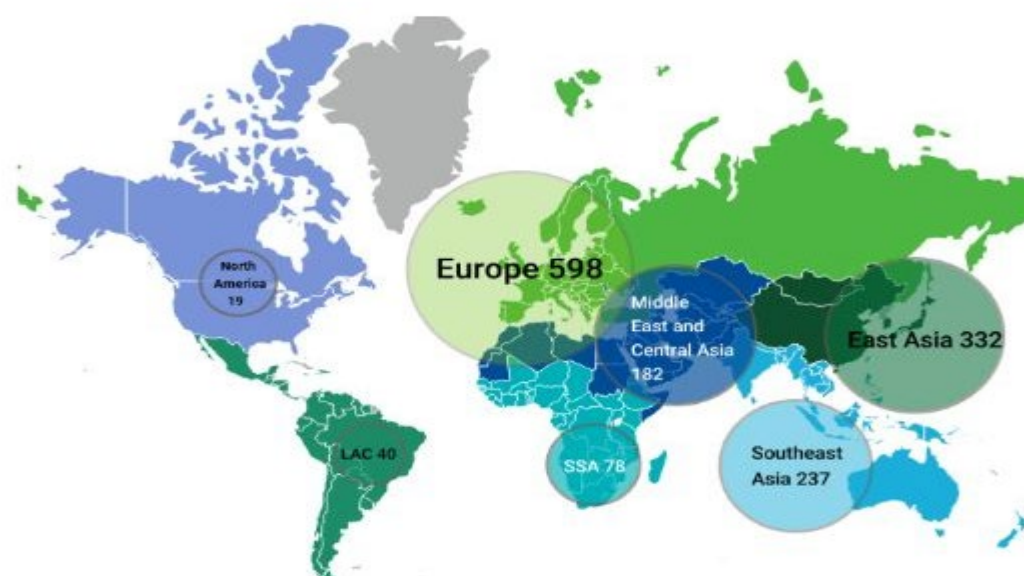 North
America
19
Europe 598
Middle
East and
Central Asia
182
East Asia 332
LAC 40
SSA 78
Southeast
Asia 237